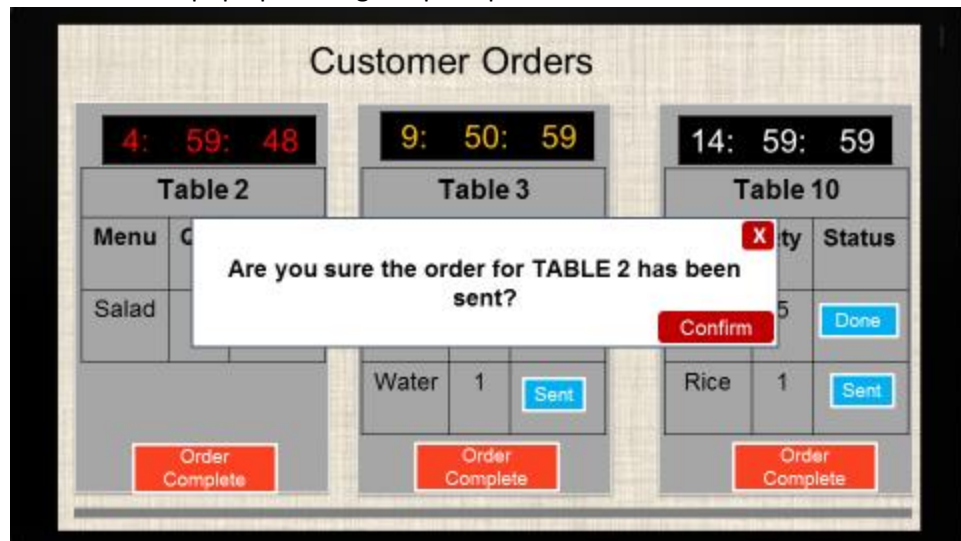 Customer Orders
4: 59: 48
9: 50: 59
14: 59: 59
Table 2
Table 3
Table 10
Menu
ty Status
Are you sure the order for TABLE 2 has been
sent?
X
Confirm
Salad
5 Done
Water 1 Sent
Rice 1 Sent
Order
Complete
Order
Complete
Order
Complete